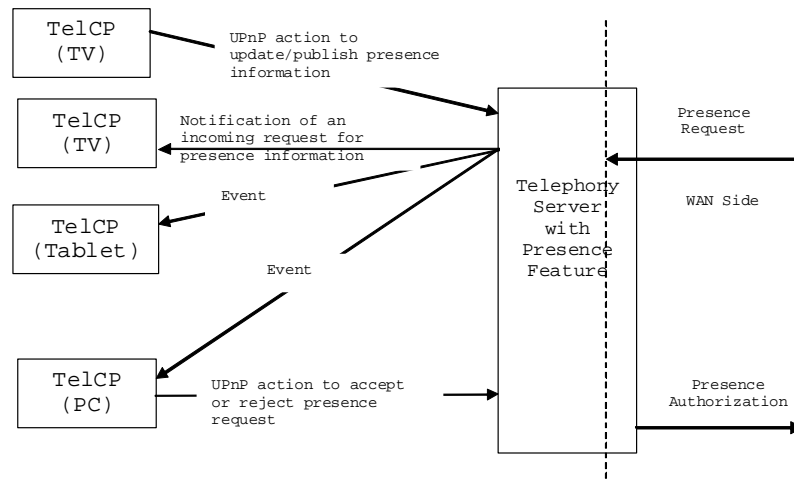 TelCP
(TV)
UPnP action to
update/publish presence
information
TelCP
(TV)
Notification of an
incoming request for
presence information
Presence
Request
Telephony
Server
with
Presence
Feature
WAN Side
Event
TelCP
(Tablet)
Event
TelCP
(PC)
UPnP action to accept
or reject presence
request
Presence
Authorization